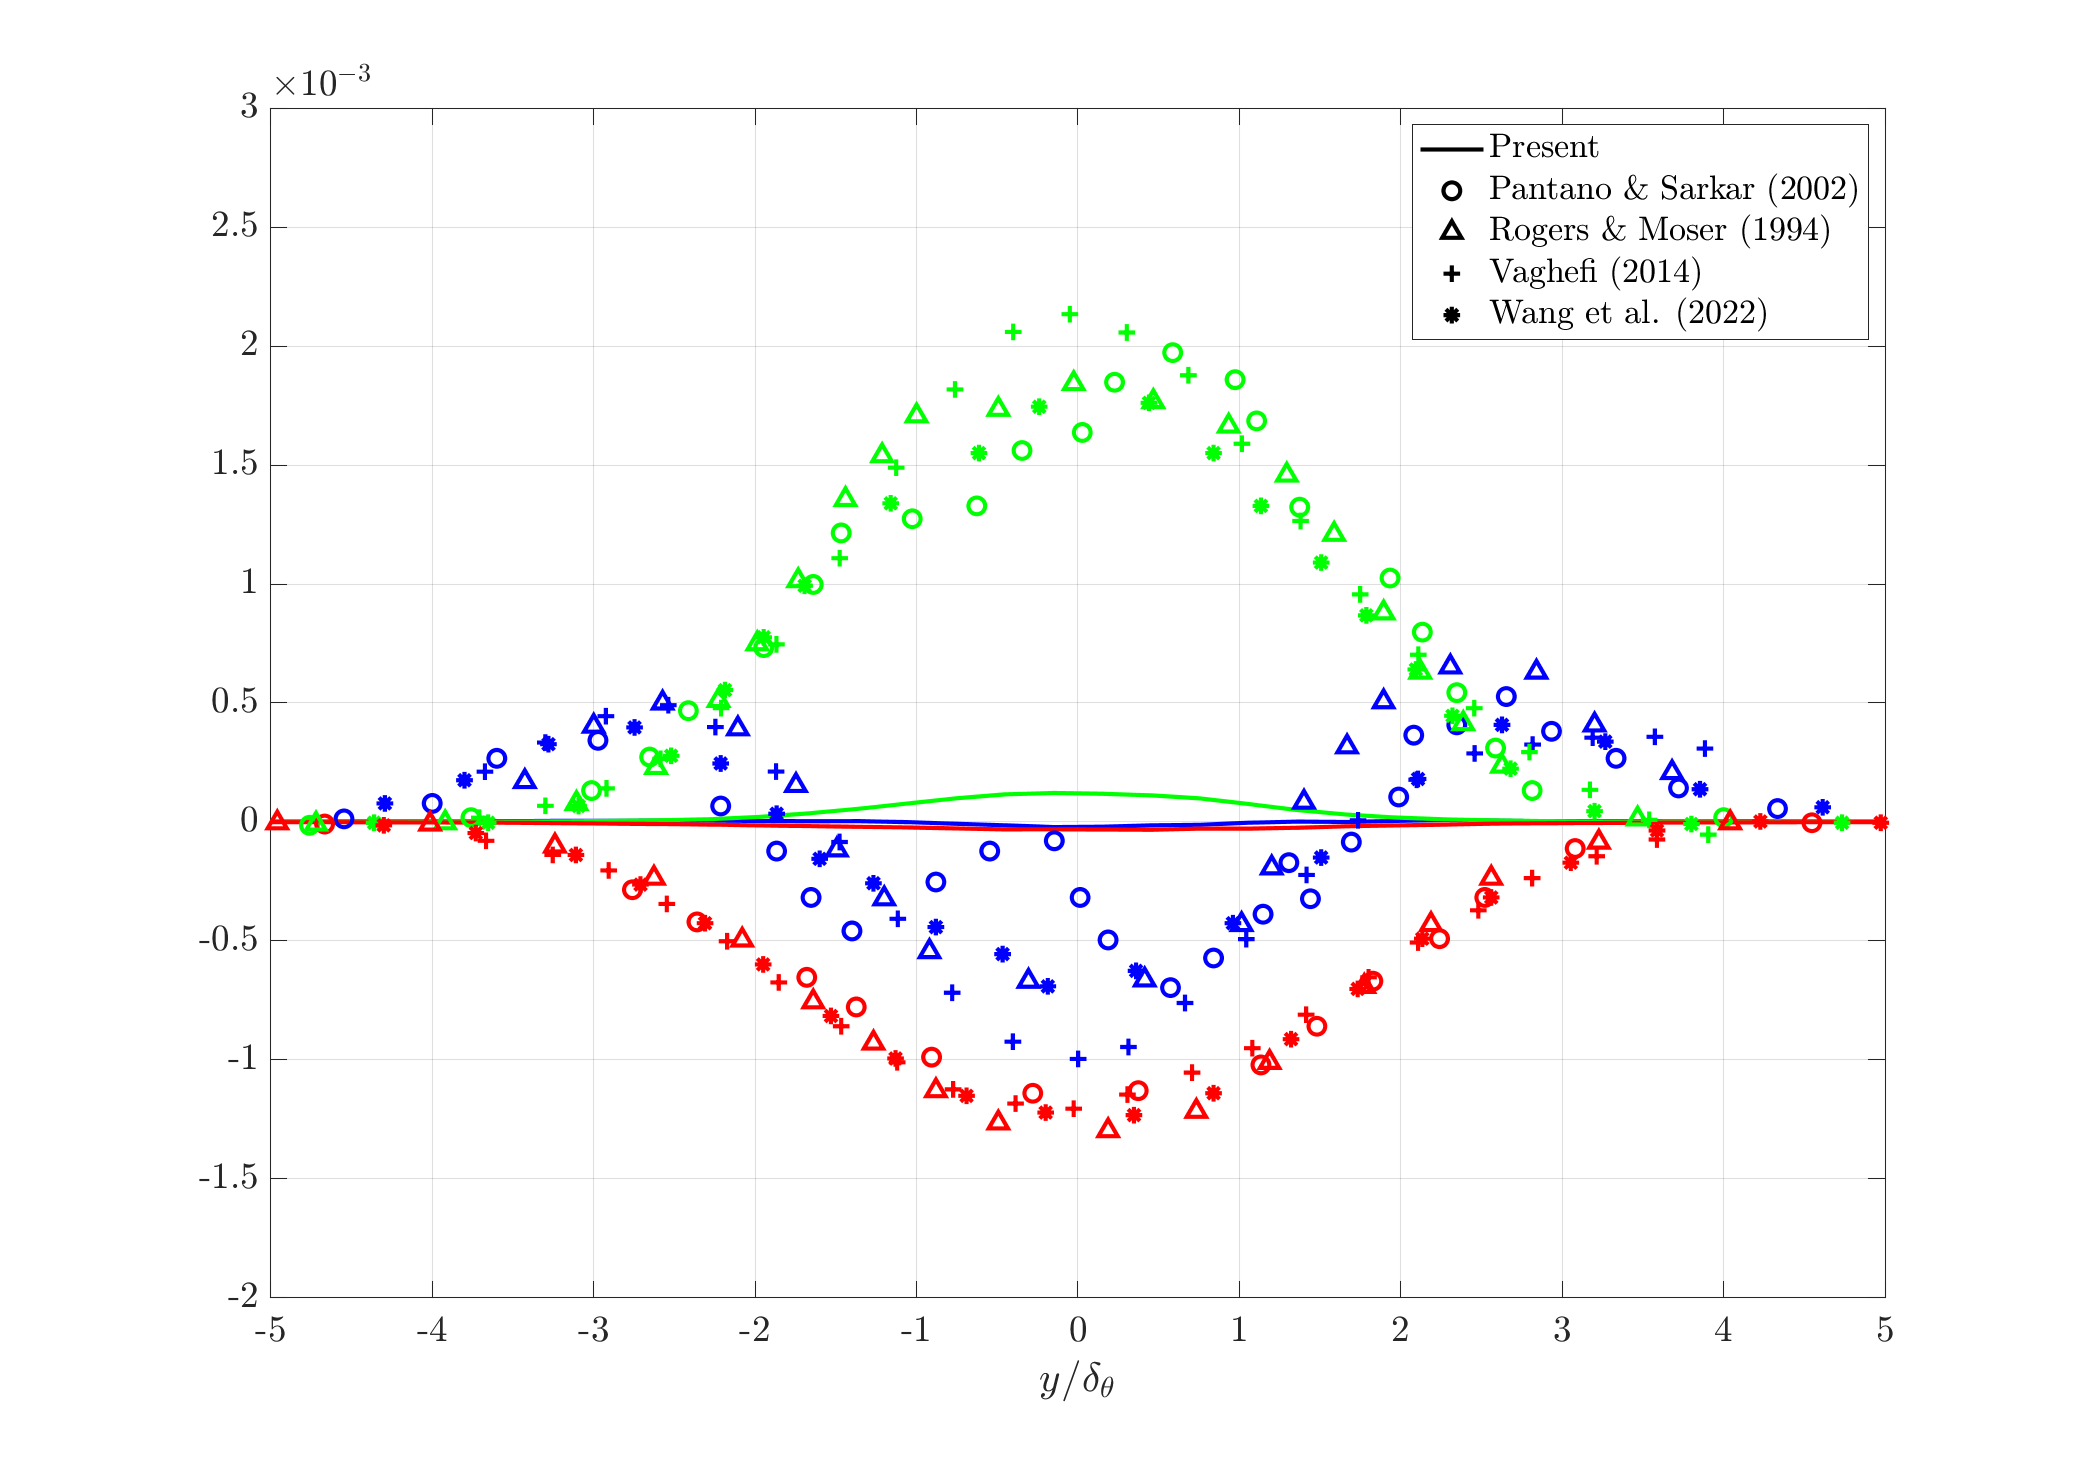 ×10⁻³
3
2.5
2
1.5
1
0.5
0
-0.5
-1
-1.5
-2
-5 -4 -3 -2 -1 0 1 2 3 4 5
y/δ_θ
Present
Pantano & Sarkar (2002)
Rogers & Moser (1994)
Vaghefi (2014)
Wang et al. (2022)